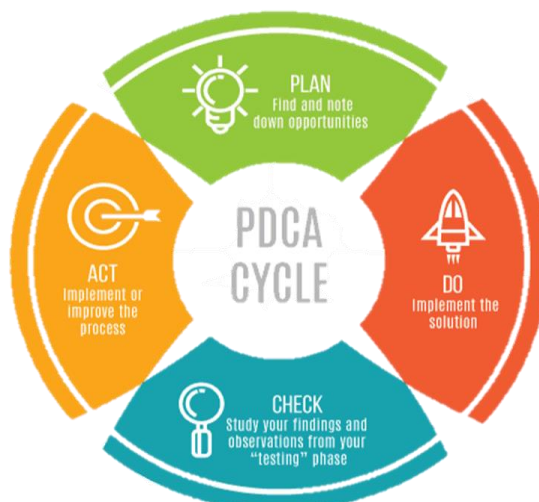 PLAN
Find and note
down opportunities
PDCA
CYCLE
ACT
Implement or
improve the
process
DO
Implement the
solution
CHECK
Study your findings and
observations from your
“testing” phase